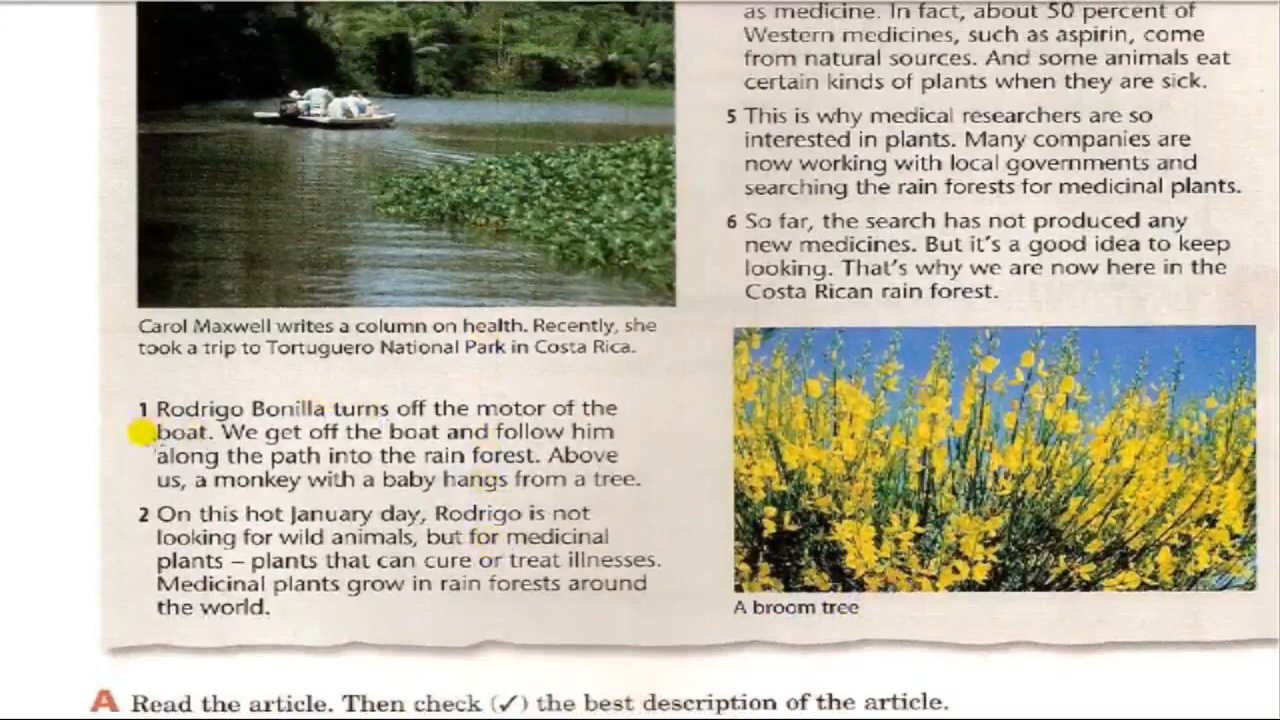 Carol Maxwell writes a column on health. Recently, she
took a trip to Tortuguero National Park in Costa Rica.
1 Rodrigo Bonilla turns off the motor of the
boat. We get off the boat and follow him
along the path into the rain forest. Above
us, a monkey with a baby hangs from a tree.
2 On this hot January day, Rodrigo is not
looking for wild animals, but for medicinal
plants – plants that can cure or treat illnesses.
Medicinal plants grow in rain forests around
the world.
as medicine. In fact, about 50 percent of
Western medicines, such as aspirin, come
from natural sources. And some animals eat
certain kinds of plants when they are sick.
5 This is why medical researchers are so
interested in plants. Many companies are
now working with local governments and
searching the rain forests for medicinal plants.
6 So far, the search has not produced any
new medicines. But it's a good idea to keep
looking. That's why we are now here in the
Costa Rican rain forest.
A broom tree
A Read the article. Then check (✓) the best description of the article.